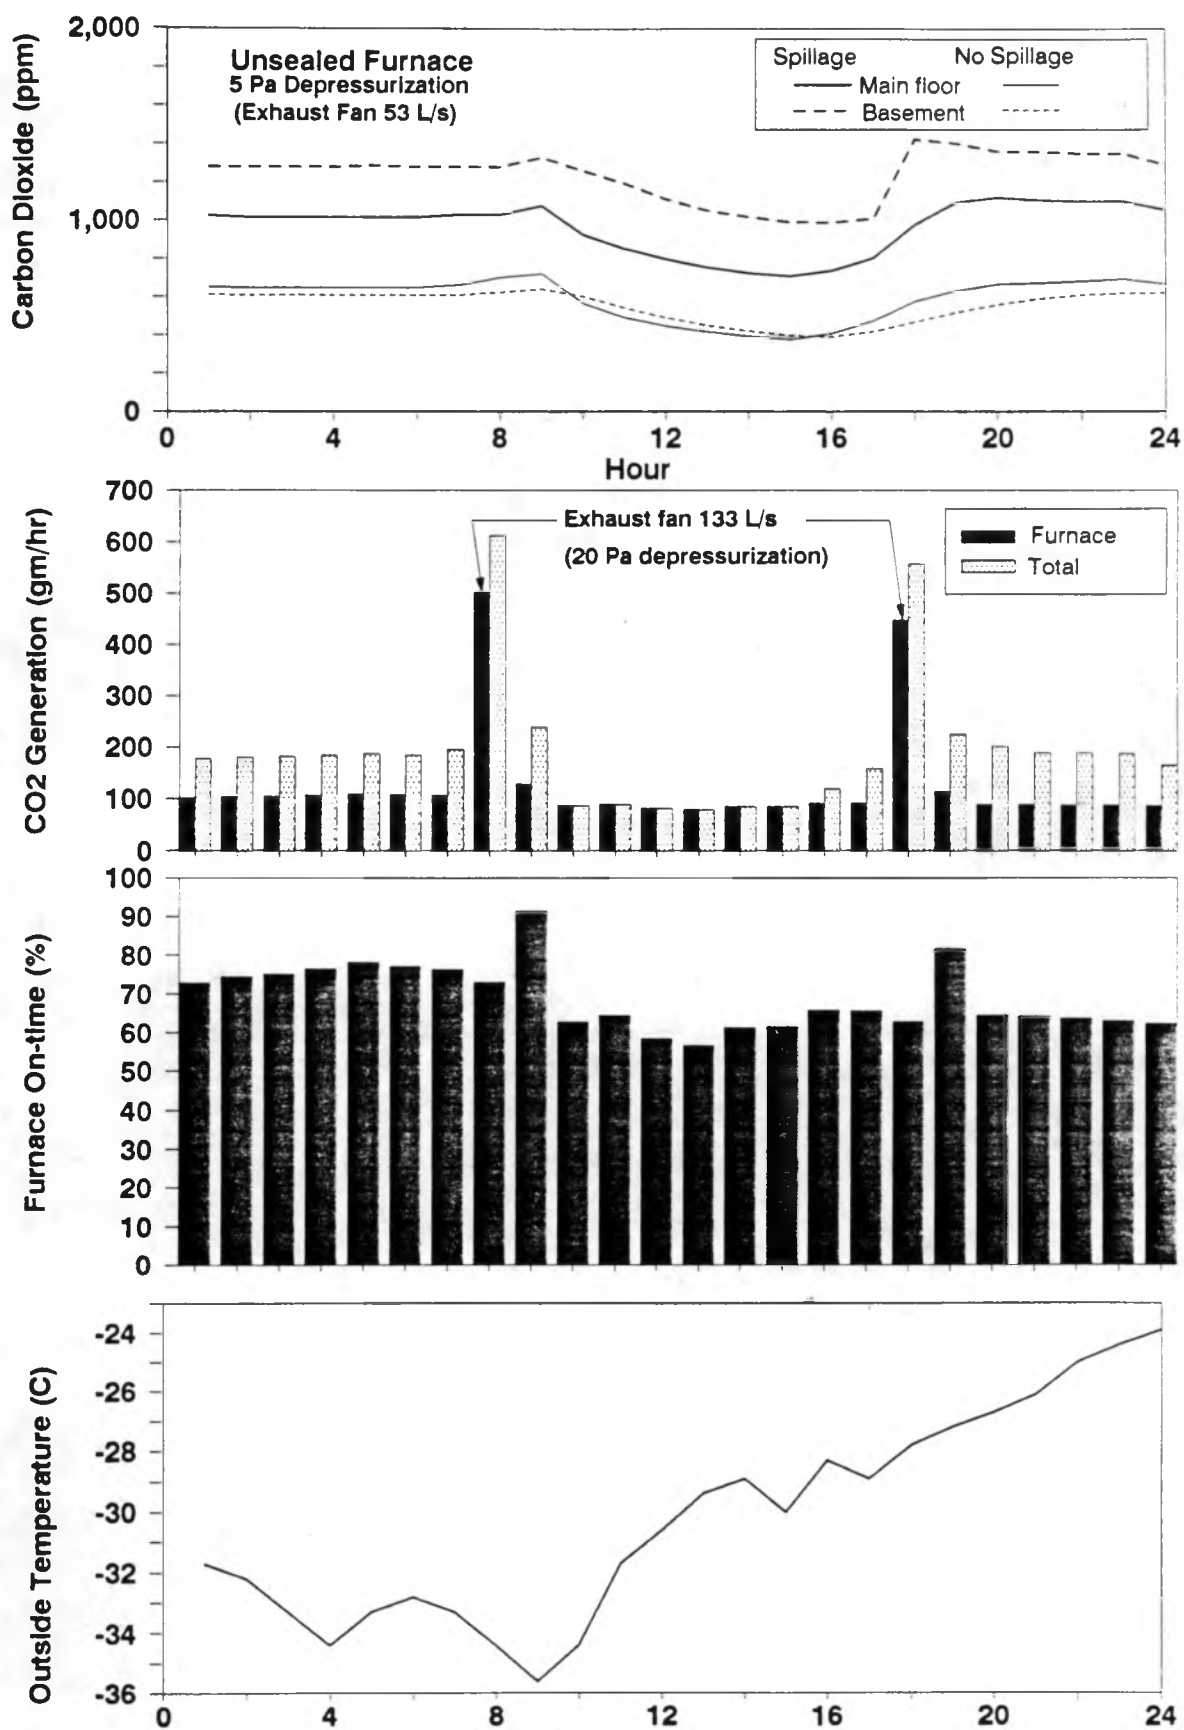 Unsealed Furnace
5 Pa Depressurization
(Exhaust Fan 53 L/s)
Spillage No Spillage
Main floor
Basement
Carbon Dioxide (ppm)
2,000
1,000
0
0 4 8 12 16 20 24
Hour
CO2 Generation (gm/hr)
700
600
500
400
300
200
100
0
Exhaust fan 133 L/s
(20 Pa depressurization)
Furnace
Total
Furnace On-time (%)
100
90
80
70
60
50
40
30
20
10
0
Outside Temperature (C)
-24
-26
-28
-30
-32
-34
-36
0 4 8 12 16 20 24